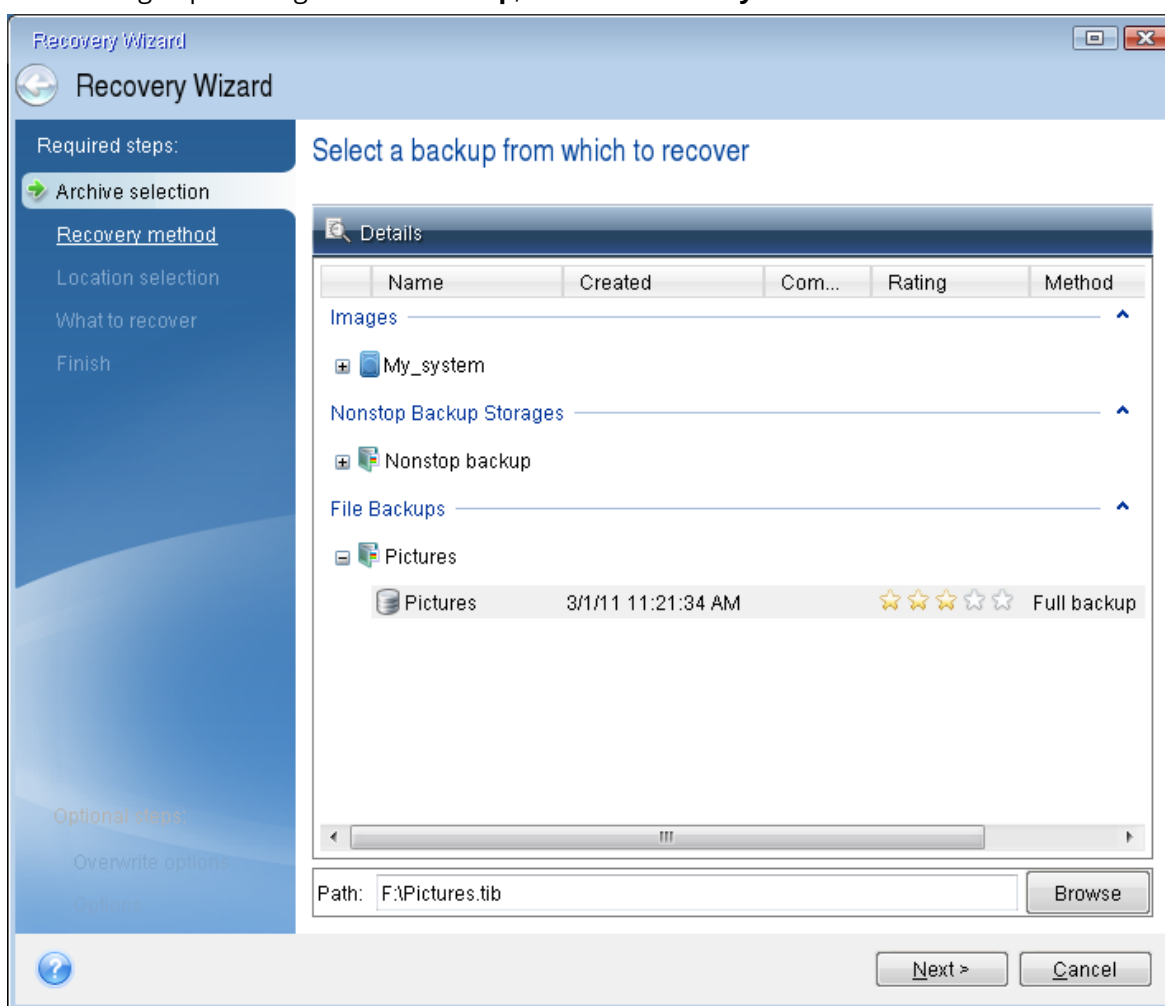 Recovery Wizard
Recovery Wizard
Required steps:
Archive selection
Recovery method
Location selection
What to recover
Finish
Optional steps:
Overwrite options
Options
Select a backup from which to recover
Details
Name Created Com... Rating Method
Images
My_system
Nonstop Backup Storages
Nonstop backup
File Backups
Pictures
Pictures 3/1/11 11:21:34 AM Full backup
Path: F:\Pictures.tib Browse
Next > Cancel